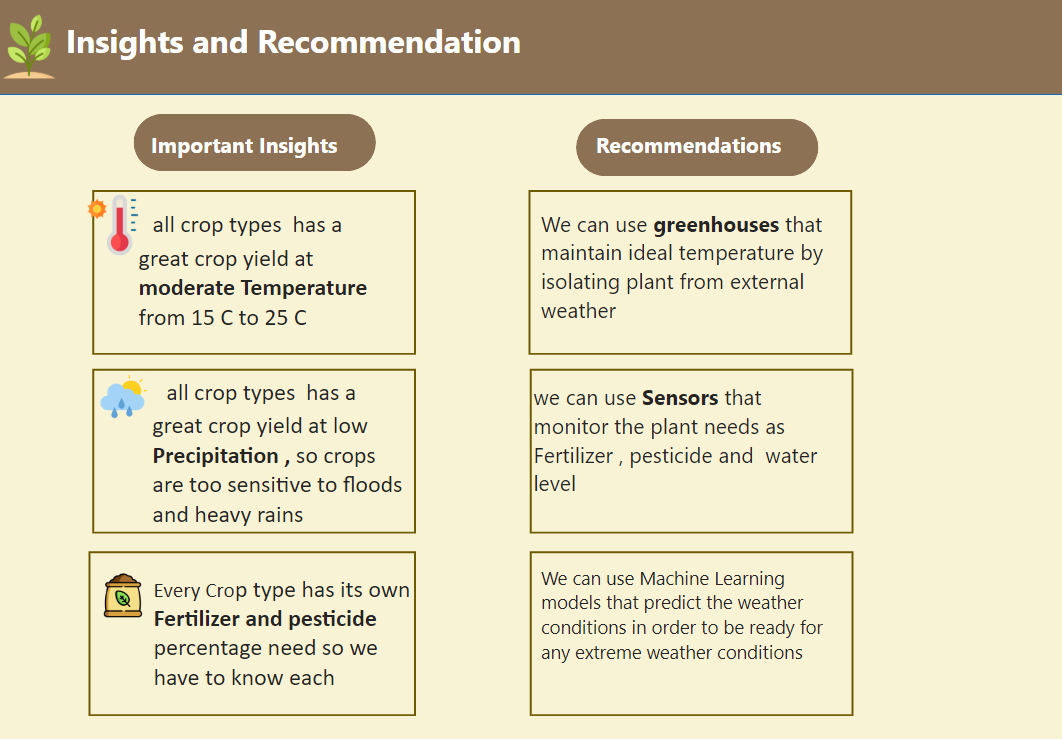 Insights and Recommendation
Important Insights
all crop types  has a
great crop yield at
moderate Temperature
from 15 C to 25 C
all crop types  has a
great crop yield at low
Precipitation , so crops
are too sensitive to floods
and heavy rains
Every Crop type has its own
Fertilizer and pesticide
percentage need so we
have to know each
Recommendations
We can use greenhouses that
maintain ideal temperature by
isolating plant from external
weather
we can use Sensors that
monitor the plant needs as
Fertilizer , pesticide and  water
level
We can use Machine Learning
models that predict the weather
conditions in order to be ready for
any extreme weather conditions